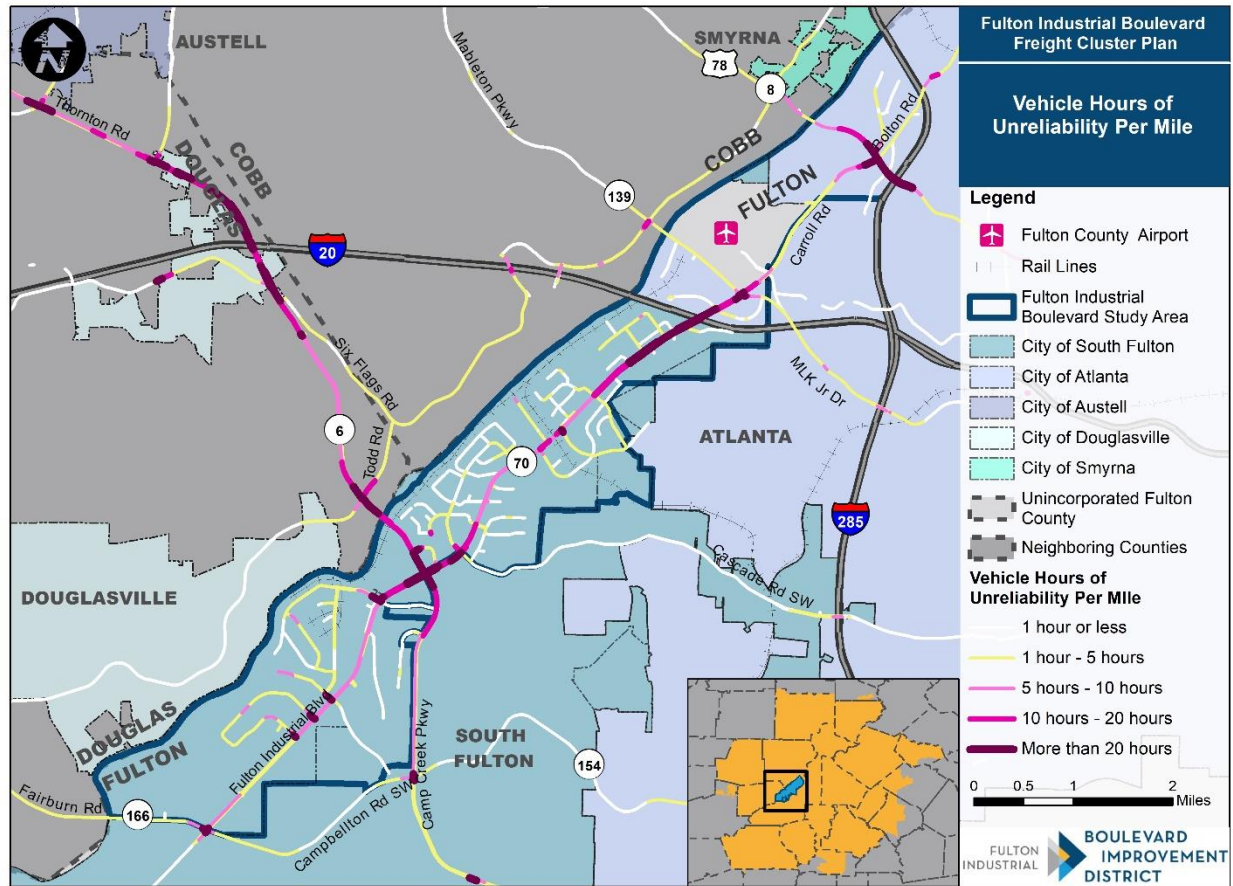 Fulton Industrial Boulevard
Freight Cluster Plan
Vehicle Hours of
Unreliability Per Mile
Legend
Fulton County Airport
Rail Lines
Fulton Industrial
Boulevard Study Area
City of South Fulton
City of Atlanta
City of Austell
City of Douglasville
City of Smyrna
Unincorporated Fulton
County
Neighboring Counties
Vehicle Hours of
Unreliability Per MIle
1 hour or less
1 hour - 5 hours
5 hours - 10 hours
10 hours - 20 hours
More than 20 hours
0 0.5 1 2
Miles
FULTON
INDUSTRIAL
BOULEVARD
IMPROVEMENT
DISTRICT
N
AUSTELL
SMYRNA
78
8
Mableton Pkwy
Thornton Rd
COBB
DOUGLAS
COBB
FULTON
Bolton Rd
139
20
Carroll Rd
Six Flags Rd
MLK Jr Dr
6
Todd Rd
70
ATLANTA
285
Cascade Rd SW
DOUGLASVILLE
DOUGLAS
FULTON
Fulton Industrial Blvd
Camp Creek Pkwy
SOUTH
FULTON
154
Fairburn Rd
166
Campbellton Rd SW